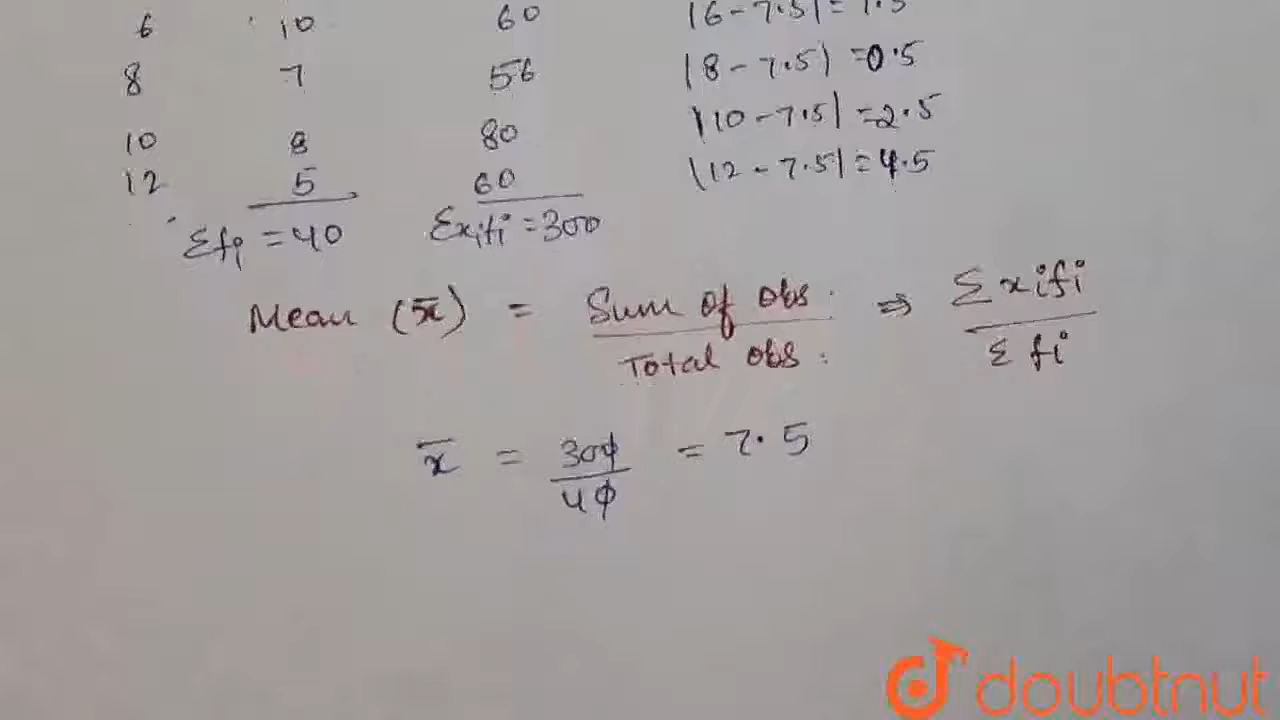 6 10 60 |6-7.5| = 1.5
8 7 56 |8-7.5| = 0.5
10 8 80 |10-7.5| = 2.5
12 5 60 |12-7.5| = 4.5
Σfi = 40 Σxifi = 300
Mean (x̄) = Sum of obs. / Total obs. ⇒ Σxifi / Σfi
x̄ = 300/40 = 7.5
doubtnut